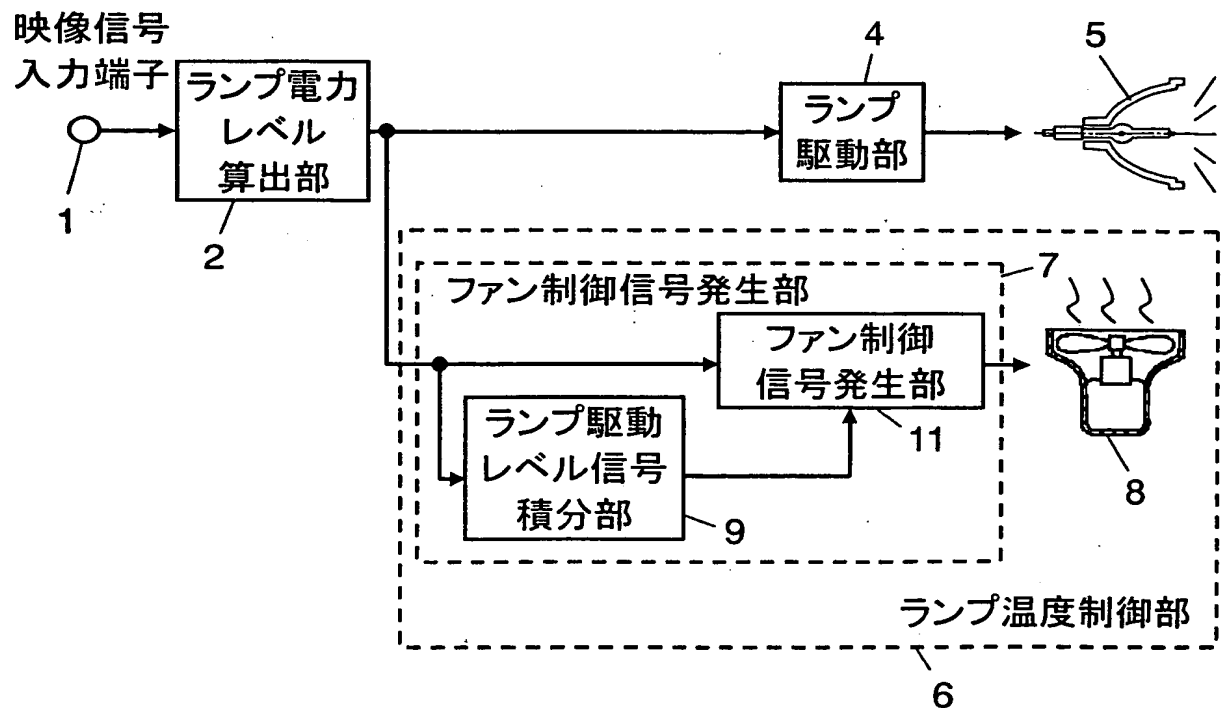 映像信号
入力端子
1
ランプ電力
レベル
算出部
2
4
ランプ
駆動部
5
7
ファン制御信号発生部
ファン制御
信号発生部
11
ランプ駆動
レベル信号
積分部
9
8
ランプ温度制御部
6